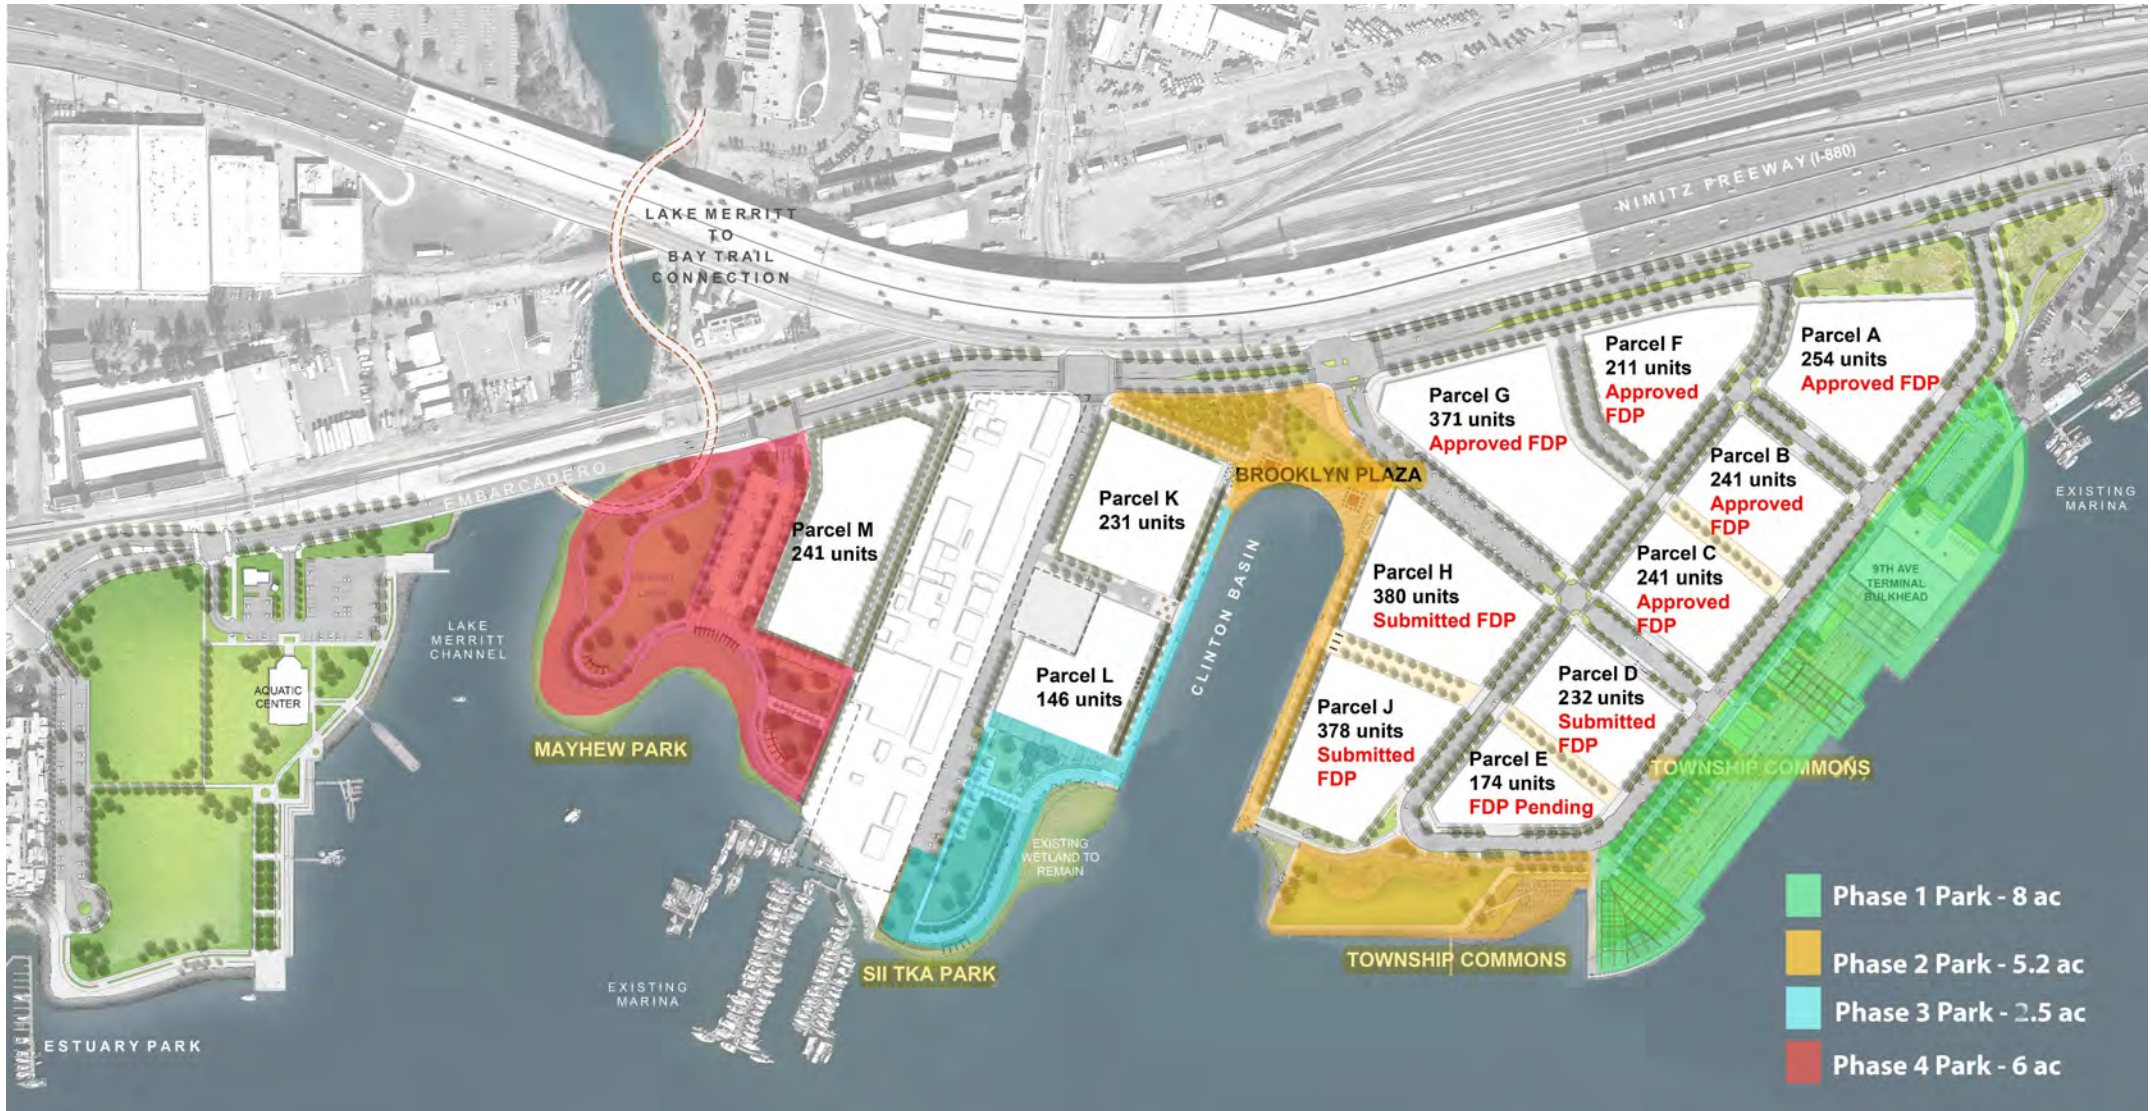 LAKE MERRITT
TO
BAY TRAIL
CONNECTION
NIMITZ FREEWAY (I-880)
EMBARCADERO
Parcel A
254 units
Approved FDP
Parcel F
211 units
Approved
FDP
Parcel G
371 units
Approved FDP
Parcel B
241 units
Approved
FDP
Parcel C
241 units
Approved
FDP
Parcel H
380 units
Submitted FDP
Parcel D
232 units
Submitted
FDP
Parcel J
378 units
Submitted
FDP
Parcel E
174 units
FDP Pending
Parcel K
231 units
Parcel L
146 units
Parcel M
241 units
BROOKLYN PLAZA
CLINTON BASIN
EXISTING
MARINA
9TH AVE
TERMINAL
BULKHEAD
LAKE
MERRITT
CHANNEL
AQUATIC
CENTER
MAYHEW PARK
TOWNSHIP COMMONS
EXISTING
WETLAND TO
REMAIN
SII TKA PARK
TOWNSHIP COMMONS
EXISTING
MARINA
ESTUARY PARK
Phase 1 Park - 8 ac
Phase 2 Park - 5.2 ac
Phase 3 Park - 2.5 ac
Phase 4 Park - 6 ac